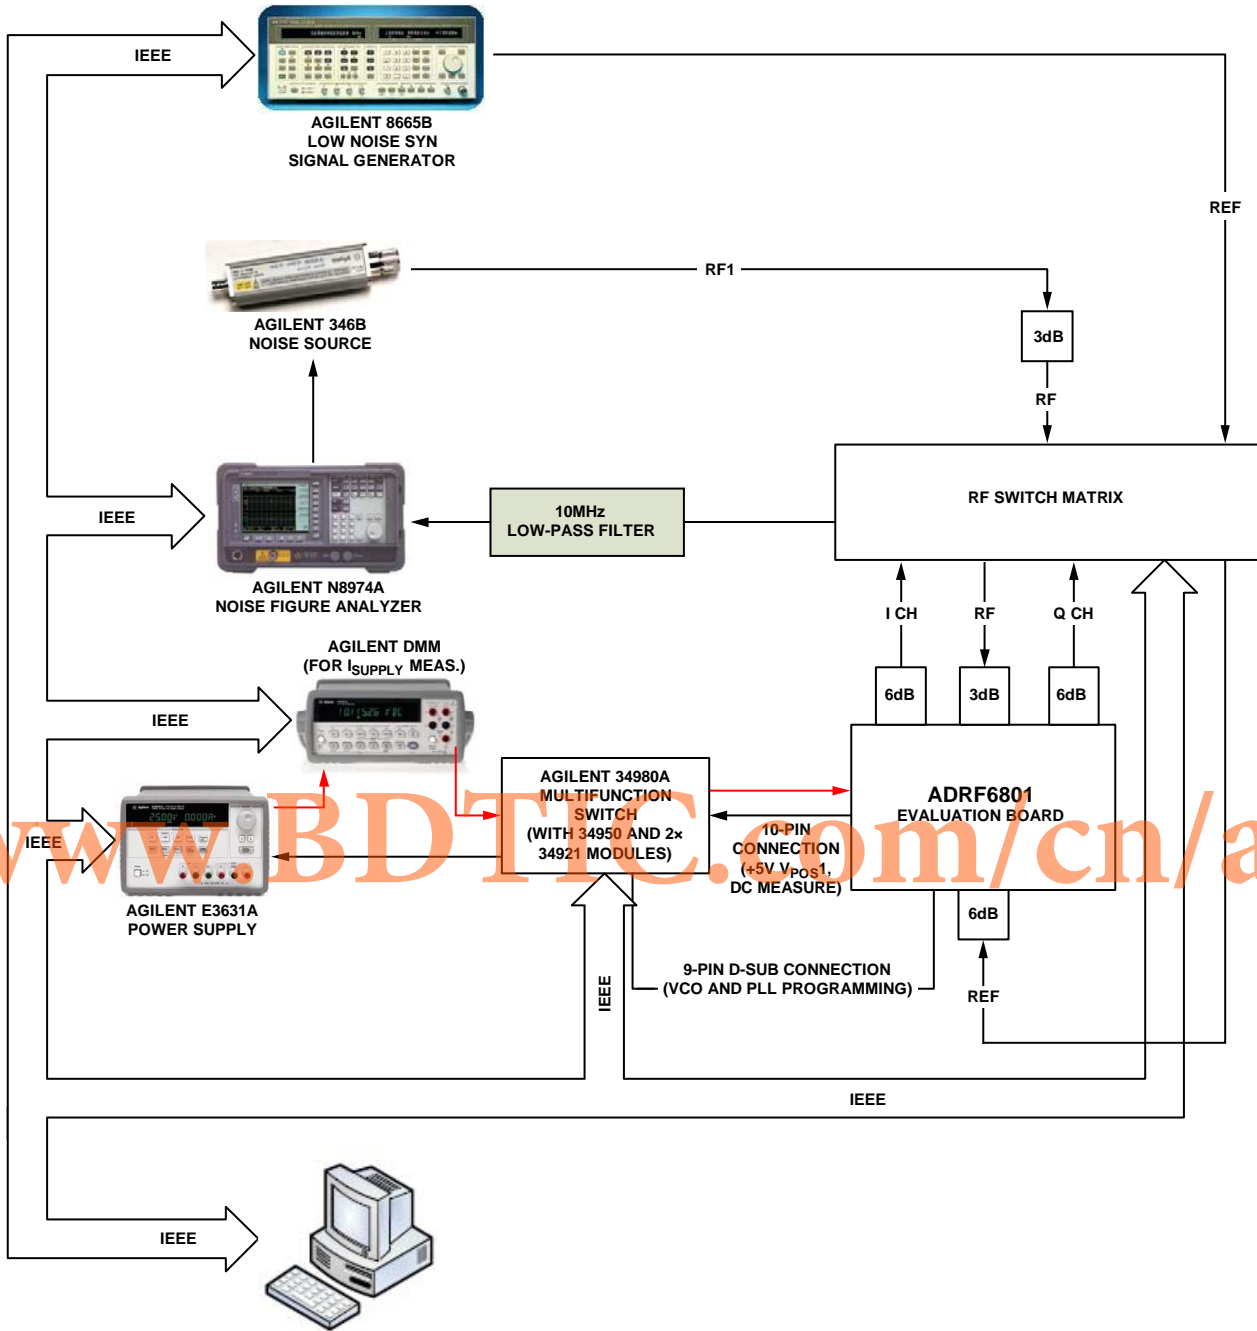 IEEE
AGILENT 8665B
LOW NOISE SYN
SIGNAL GENERATOR
REF
RF1
AGILENT 346B
NOISE SOURCE
3dB
RF
RF SWITCH MATRIX
IEEE
10MHz
LOW-PASS FILTER
AGILENT N8974A
NOISE FIGURE ANALYZER
I CH
RF
Q CH
AGILENT DMM
(FOR ISUPPLY MEAS.)
6dB
3dB
6dB
IEEE
AGILENT 34980A
MULTIFUNCTION
SWITCH
(WITH 34950 AND 2×
34921 MODULES)
ADRF6801
EVALUATION BOARD
IEEE
10-PIN
CONNECTION
(+5V VPOS1,
DC MEASURE)
www.BDTIC.com/cn/a
AGILENT E3631A
POWER SUPPLY
6dB
9-PIN D-SUB CONNECTION
(VCO AND PLL PROGRAMMING)
IEEE
REF
IEEE
IEEE